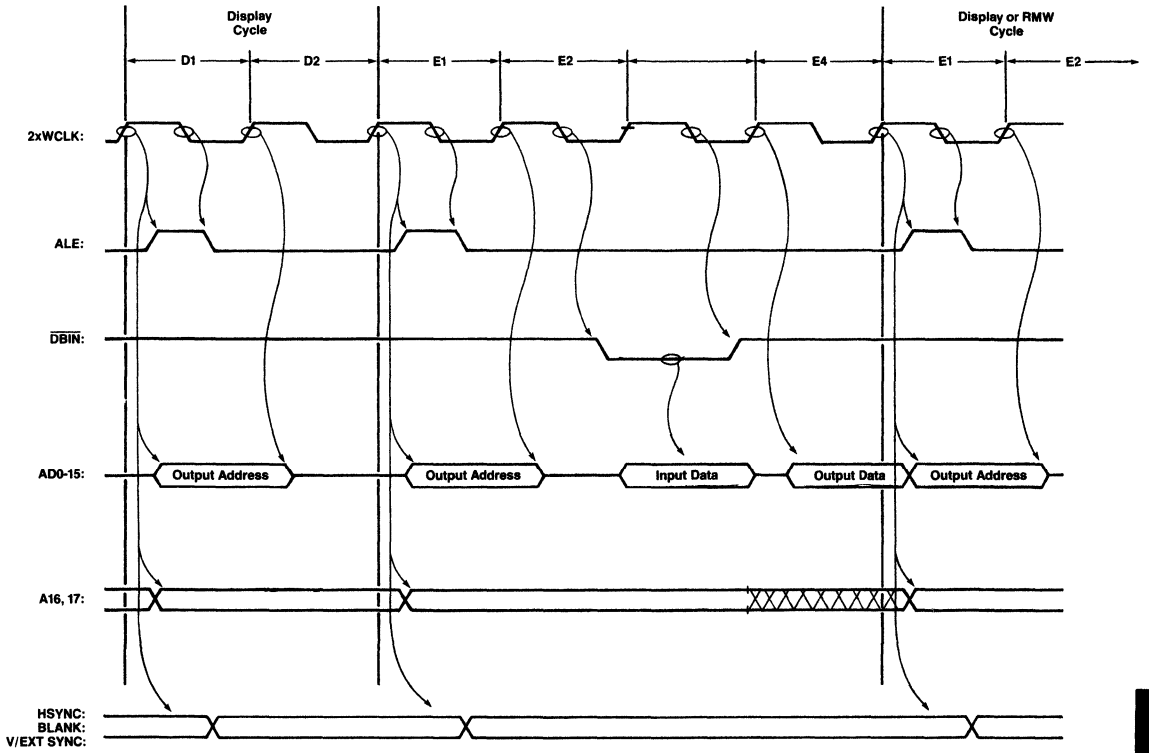 Display
Cycle
Display or RMW
Cycle
D1 D2 E1 E2 E4 E1 E2
2xWCLK:
ALE:
DBIN:
AD0-15: Output Address Output Address Input Data Output Data Output Address
A16, 17:
HSYNC:
BLANK:
V/EXT SYNC: